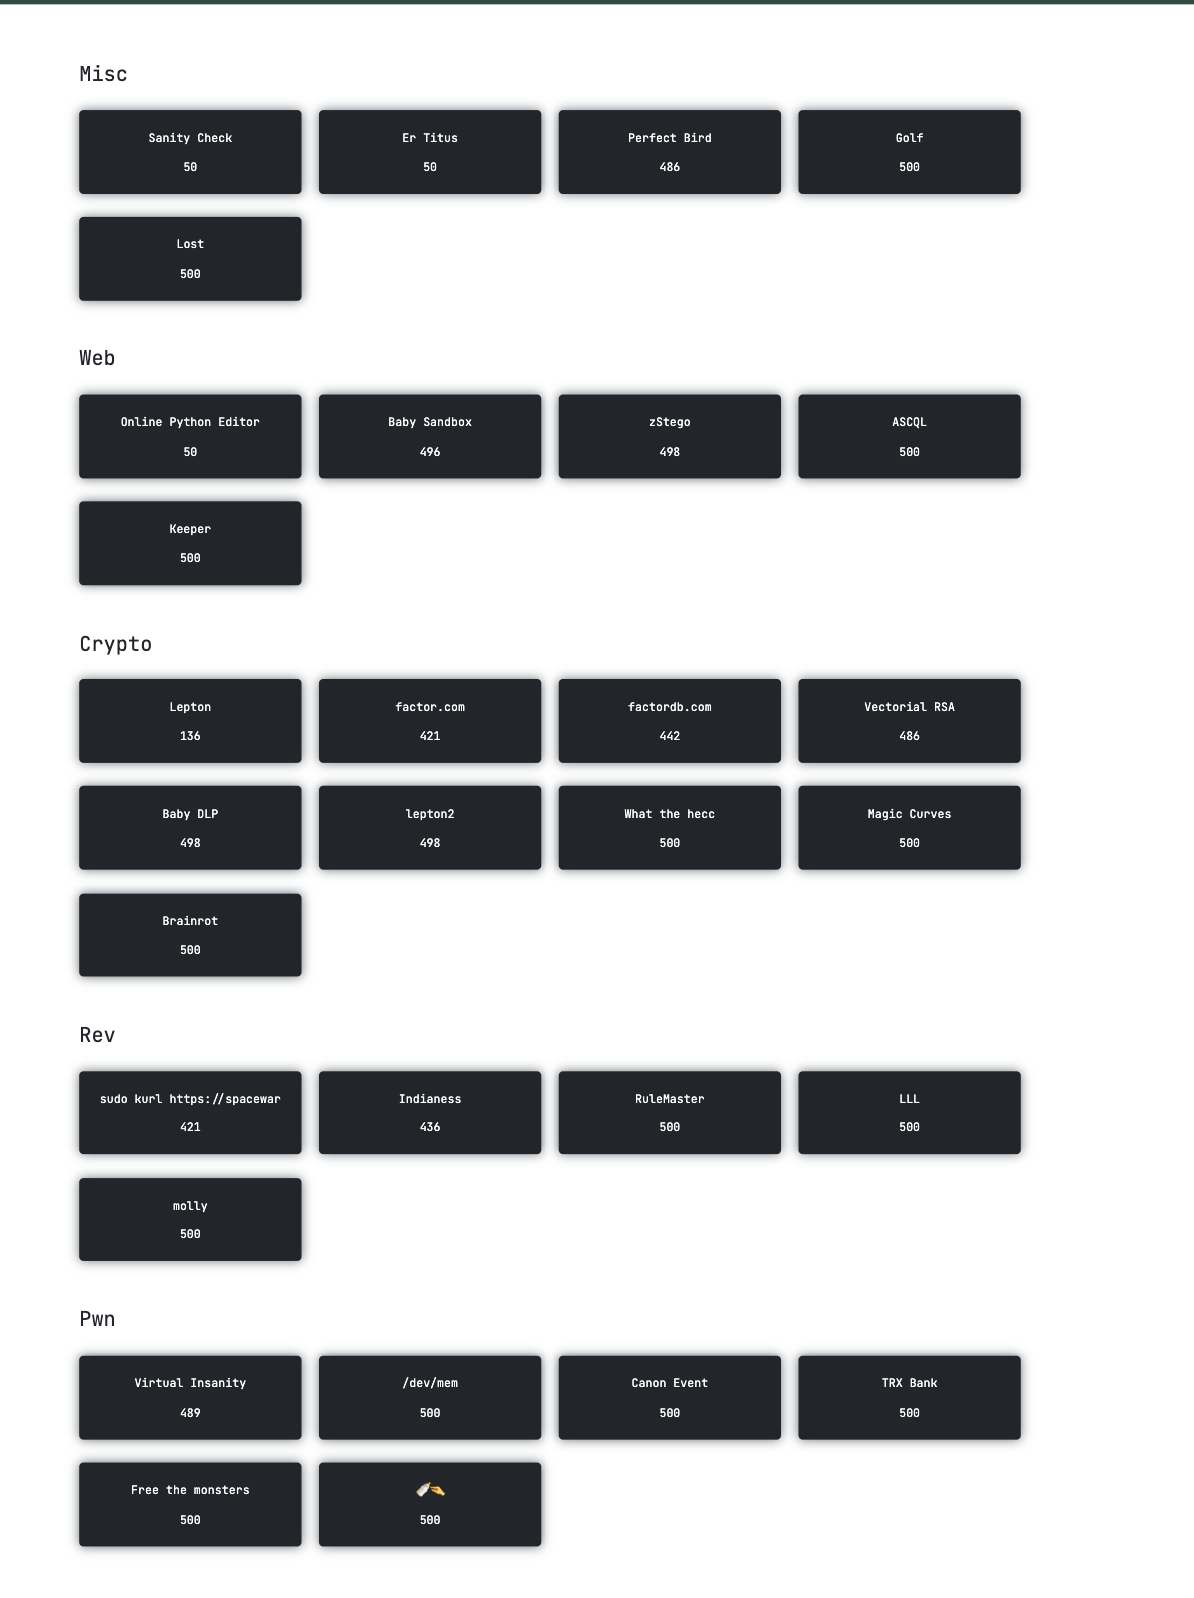 Misc
Sanity Check
50
Er Titus
50
Perfect Bird
486
Golf
500
Lost
500
Web
Online Python Editor
50
Baby Sandbox
496
zStego
498
ASCQL
500
Keeper
500
Crypto
Lepton
136
factor.com
421
factordb.com
442
Vectorial RSA
486
Baby DLP
498
lepton2
498
What the hecc
500
Magic Curves
500
Brainrot
500
Rev
sudo kurl https://spacewar
421
Indianess
436
RuleMaster
500
LLL
500
molly
500
Pwn
Virtual Insanity
489
/dev/mem
500
Canon Event
500
TRX Bank
500
Free the monsters
500
500